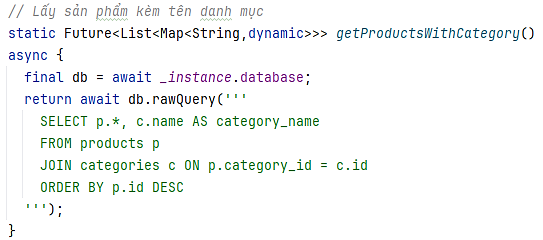 // Lấy sản phẩm kèm tên danh mục
static Future<List<Map<String,dynamic>>> getProductsWithCategory()
async {
  final db = await _instance.database;
  return await db.rawQuery('''
    SELECT p.*, c.name AS category_name
    FROM products p
    JOIN categories c ON p.category_id = c.id
    ORDER BY p.id DESC
  ''');
}